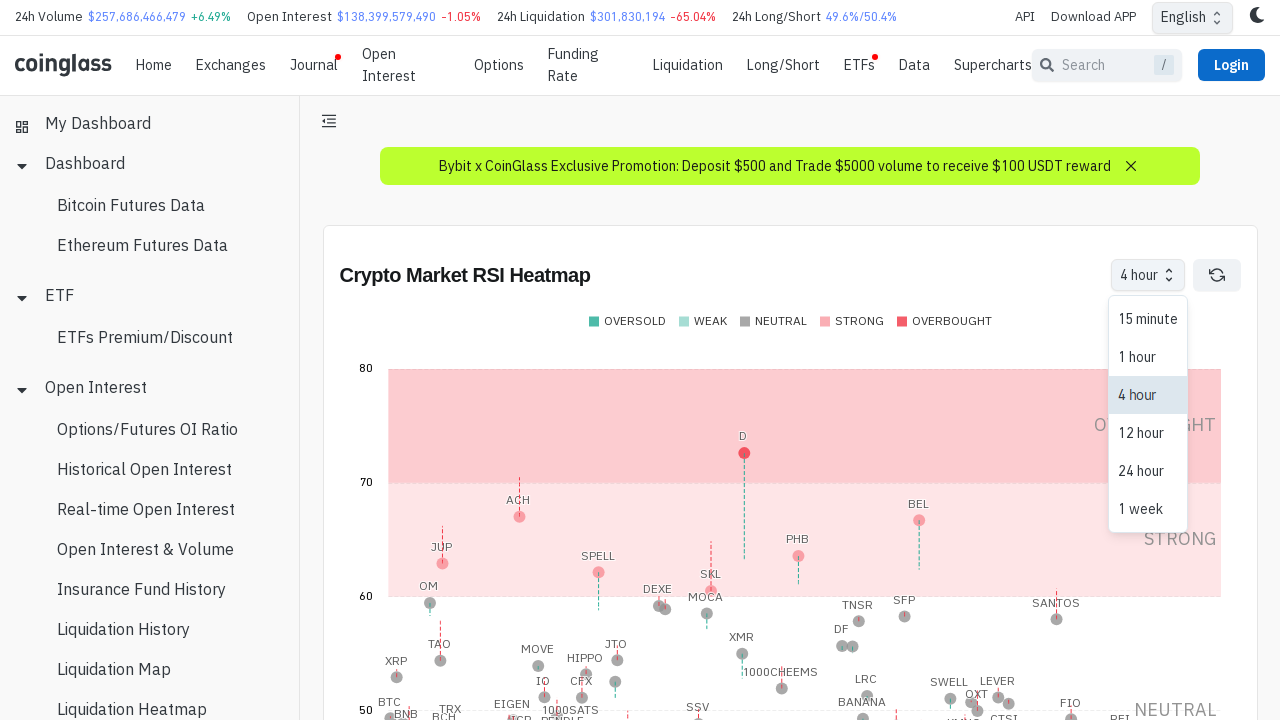 24h Volume $257,686,466,479 +6.49% Open Interest $138,399,579,490 -1.05% 24h Liquidation $301,830,194 -65.04% 24h Long/Short 49.6%/50.4% API Download APP English
coinglass Home Exchanges Journal Open Interest Options Funding Rate Liquidation Long/Short ETFs Data Supercharts Search / Login
My Dashboard
Dashboard
Bitcoin Futures Data
Ethereum Futures Data
ETF
ETFs Premium/Discount
Open Interest
Options/Futures OI Ratio
Historical Open Interest
Real-time Open Interest
Open Interest & Volume
Insurance Fund History
Liquidation History
Liquidation Map
Liquidation Heatmap
Bybit x CoinGlass Exclusive Promotion: Deposit $500 and Trade $5000 volume to receive $100 USDT reward
Crypto Market RSI Heatmap 4 hour
15 minute
1 hour
4 hour
12 hour
24 hour
1 week
OVERSOLD WEAK NEUTRAL STRONG OVERBOUGHT
80
D
70
ACH
BEL
STRONG
PHB
JUP
SPELL
SKL
OM
DEXE
MOCA
60
TNSR
SFP
SANTOS
DF
XMR
TAO
JTO
MOVE
HIPPO
XRP
1000CHEEMS
IO
CFX
LRC
SWELL
LEVER
OXT
BTC
EIGEN
BANANA
FIO
SSV
TRX
1000SATS
50
NEUTRAL
BNB
BCH
CTSI